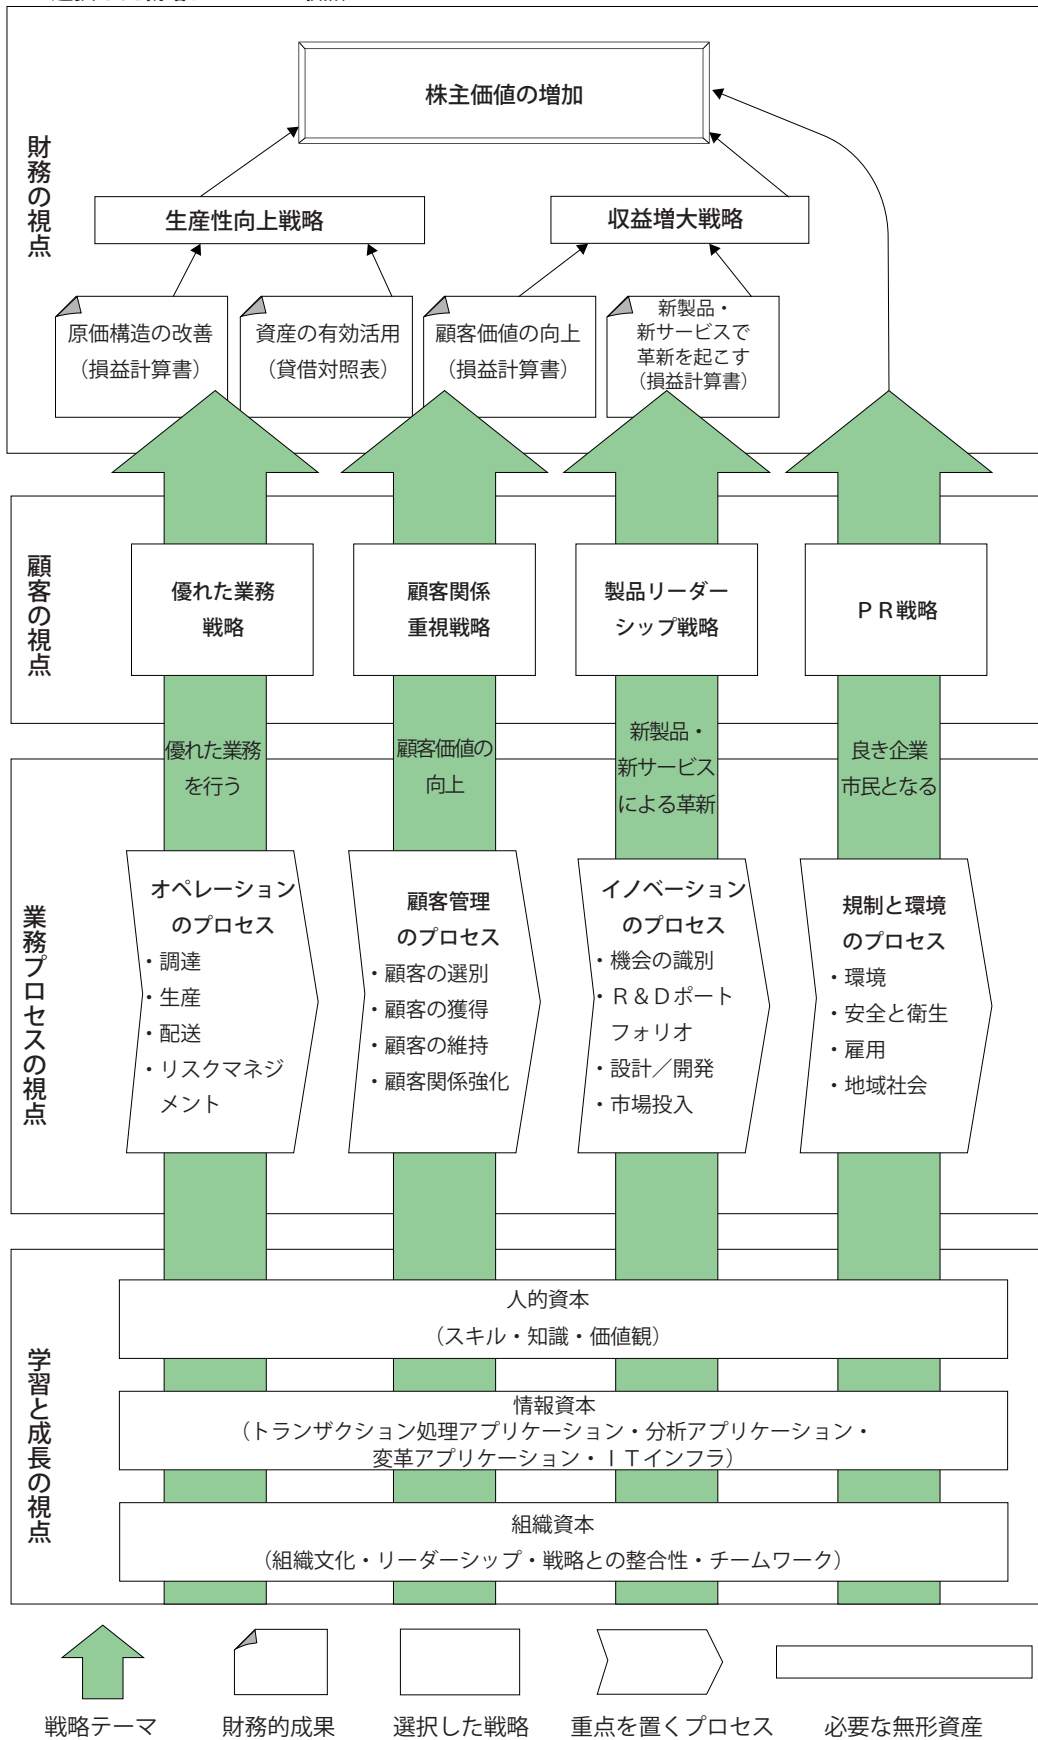 株主価値の増加
財務の視点
生産性向上戦略
収益増大戦略
原価構造の改善
（損益計算書）
資産の有効活用
（貸借対照表）
顧客価値の向上
（損益計算書）
新製品・
新サービスで
革新を起こす
（損益計算書）
顧客の視点
優れた業務
戦略
顧客関係
重視戦略
製品リーダー
シップ戦略
ＰＲ戦略
優れた業務
を行う
顧客価値の
向上
新製品・
新サービス
による革新
良き企業
市民となる
業務プロセスの視点
オペレーション
のプロセス
・調達
・生産
・配送
・リスクマネジ
メント
顧客管理
のプロセス
・顧客の選別
・顧客の獲得
・顧客の維持
・顧客関係強化
イノベーション
のプロセス
・機会の識別
・Ｒ＆Ｄポート
フォリオ
・設計／開発
・市場投入
規制と環境
のプロセス
・環境
・安全と衛生
・雇用
・地域社会
学習と成長の視点
人的資本
（スキル・知識・価値観）
情報資本
（トランザクション処理アプリケーション・分析アプリケーション・
変革アプリケーション・ＩＴインフラ）
組織資本
（組織文化・リーダーシップ・戦略との整合性・チームワーク）
戦略テーマ
財務的成果
選択した戦略
重点を置くプロセス
必要な無形資産